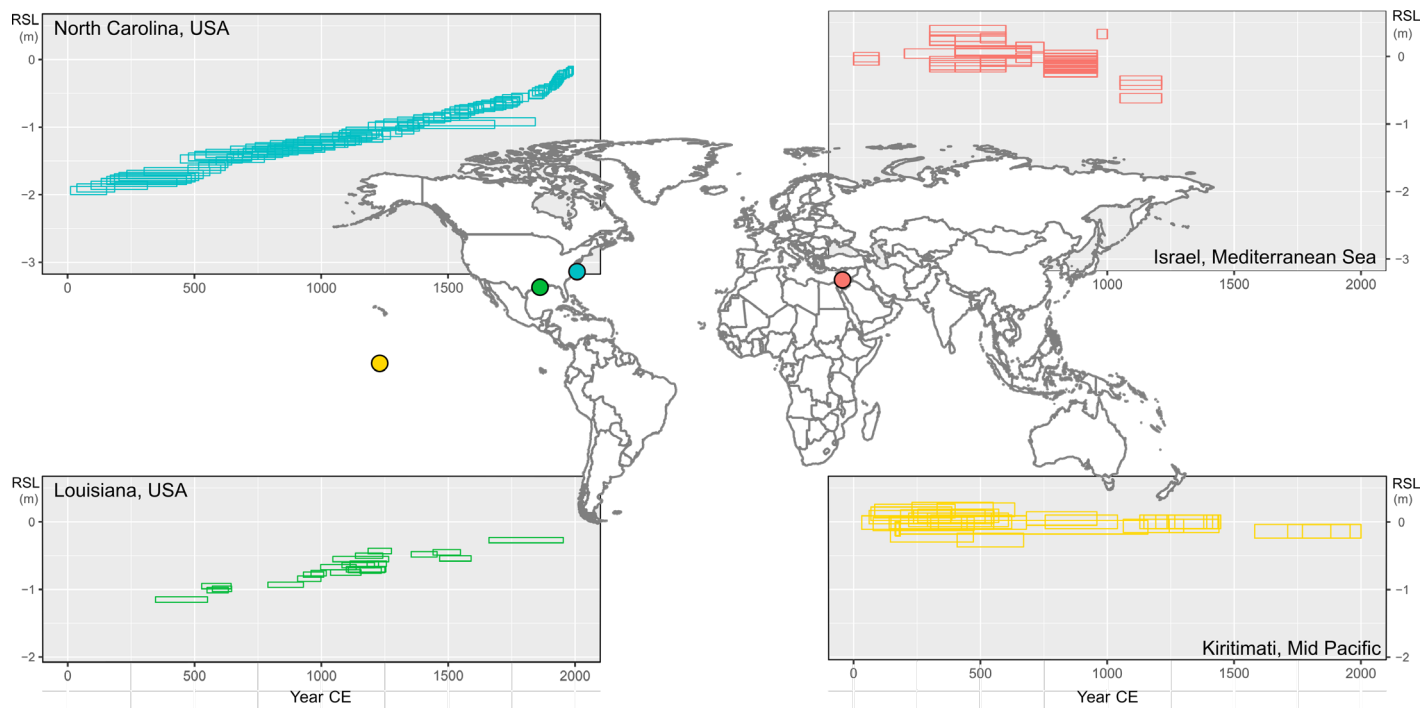 RSL
(m)
North Carolina, USA
0
−1
−2
−3
0
500
1000
1500
2000
RSL
(m)
0
−1
−2
−3
Israel, Mediterranean Sea
1000
1500
2000
RSL
(m)
Louisiana, USA
0
−1
−2
0
500
1000
1500
2000
Year CE
RSL
(m)
0
−1
−2
Kiritimati, Mid Pacific
0
500
1000
1500
2000
Year CE